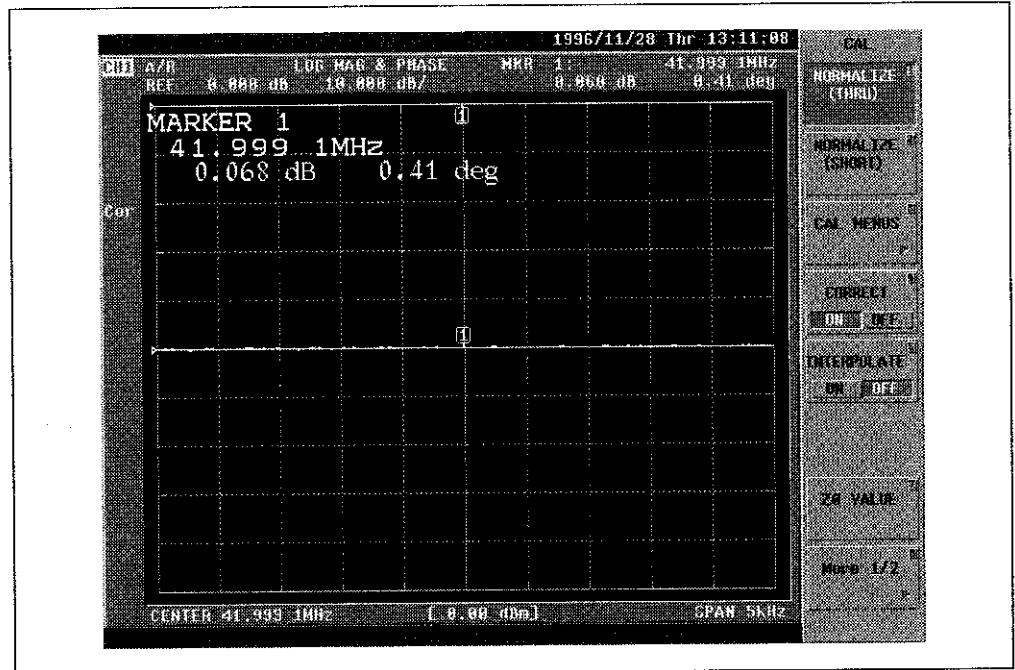 1996/11/28 Thr 13:11:08
CH1 A/R LOG MAG & PHASE MKR 1: 41.999 1MHz
REF 0.000 dB 10.000 dB/ 0.068 dB 0.41 deg
1
MARKER 1
41.999 1MHz
0.068 dB 0.41 deg
Cor
1
CENTER 41.999 1MHz [ 0.00 dBm] SPAN 5kHz
CAL
NORMALIZE
(THRU)
NORMALIZE
(SHORT)
CAL MENUS
CORRECT
ON OFF
INTERPOLATE
ON OFF
Z0 VALUE
More 1/2